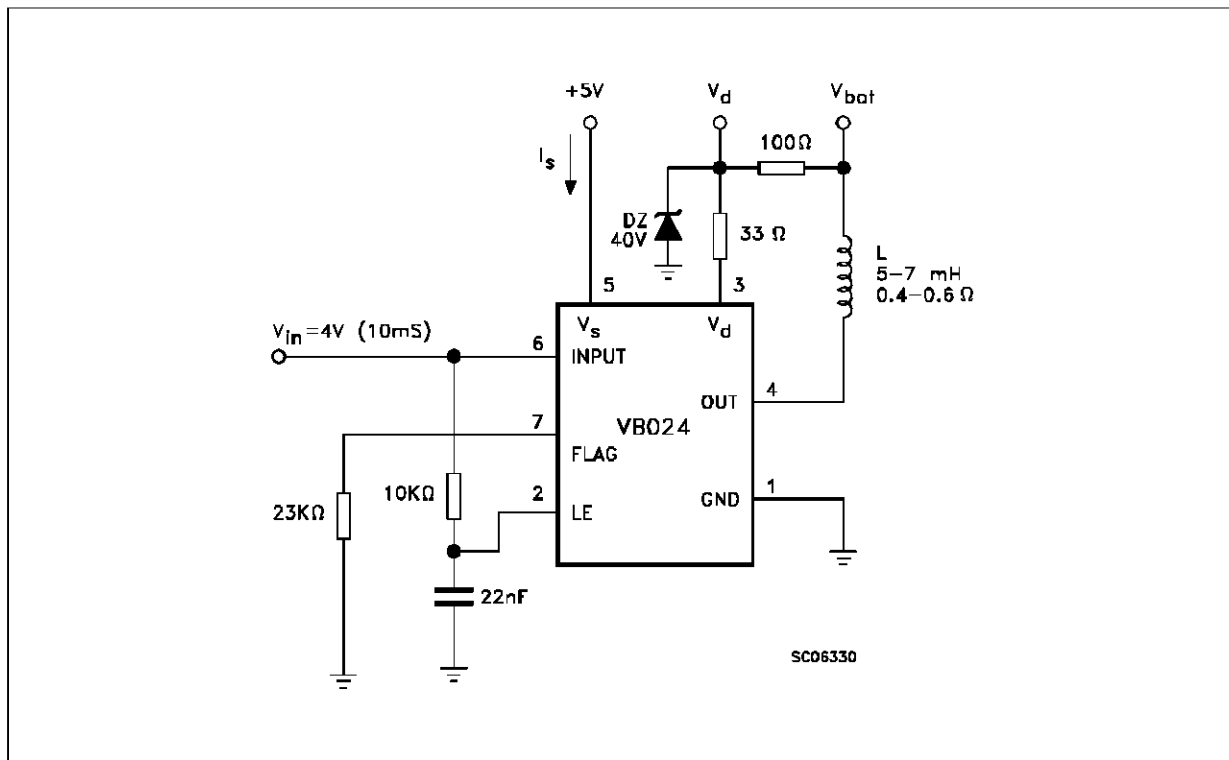 +5V
Vd
Vbat
Is
100Ω
DZ
40V
33 Ω
L
5-7 mH
0.4-0.6 Ω
5
3
Vs
Vd
Vin=4V (10mS)
6
INPUT
4
OUT
7
VB024
FLAG
10KΩ
2
LE
1
GND
23KΩ
22nF
SC06330